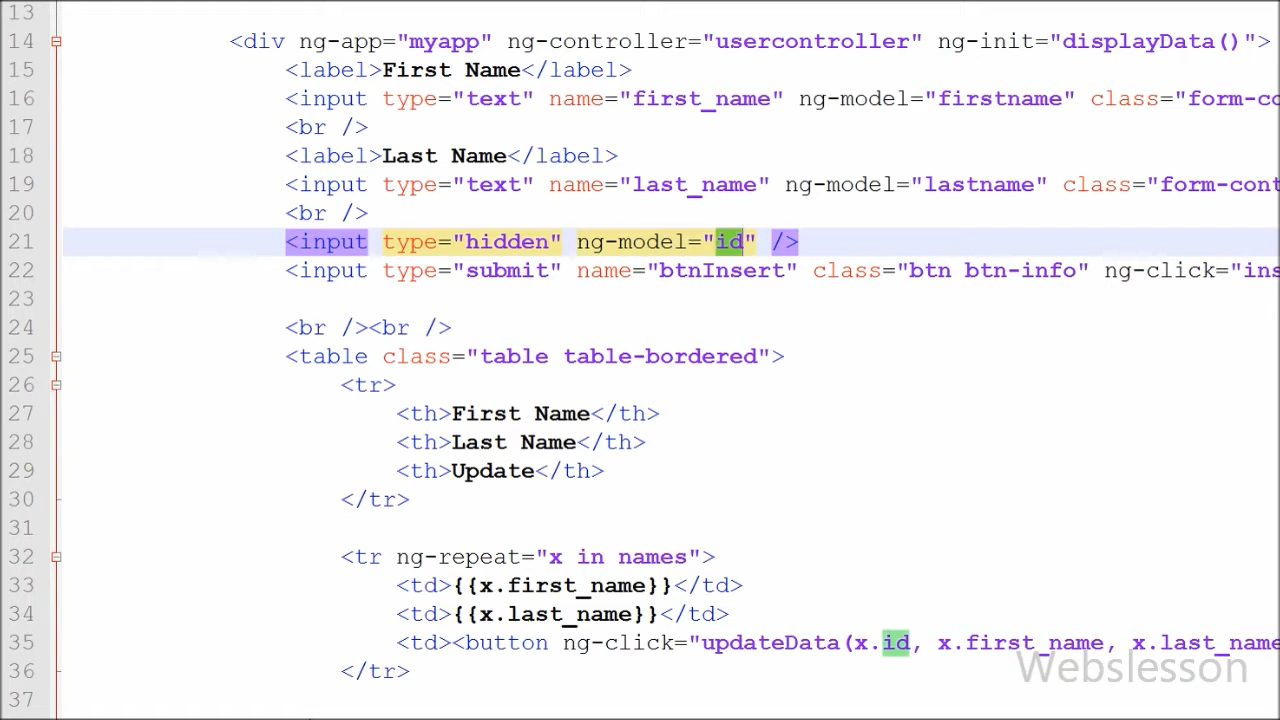 13
14 <div ng-app="myapp" ng-controller="usercontroller" ng-init="displayData()">
15 <label>First Name</label>
16 <input type="text" name="first_name" ng-model="firstname" class="form-co
17 <br />
18 <label>Last Name</label>
19 <input type="text" name="last_name" ng-model="lastname" class="form-cont
20 <br />
21 <input type="hidden" ng-model="id" />
22 <input type="submit" name="btnInsert" class="btn btn-info" ng-click="ins
23
24 <br /><br />
25 <table class="table table-bordered">
26 <tr>
27 <th>First Name</th>
28 <th>Last Name</th>
29 <th>Update</th>
30 </tr>
31
32 <tr ng-repeat="x in names">
33 <td>{{x.first_name}}</td>
34 <td>{{x.last_name}}</td>
35 <td><button ng-click="updateData(x.id, x.first_name, x.last_name
36 </tr>
37
Webslesson